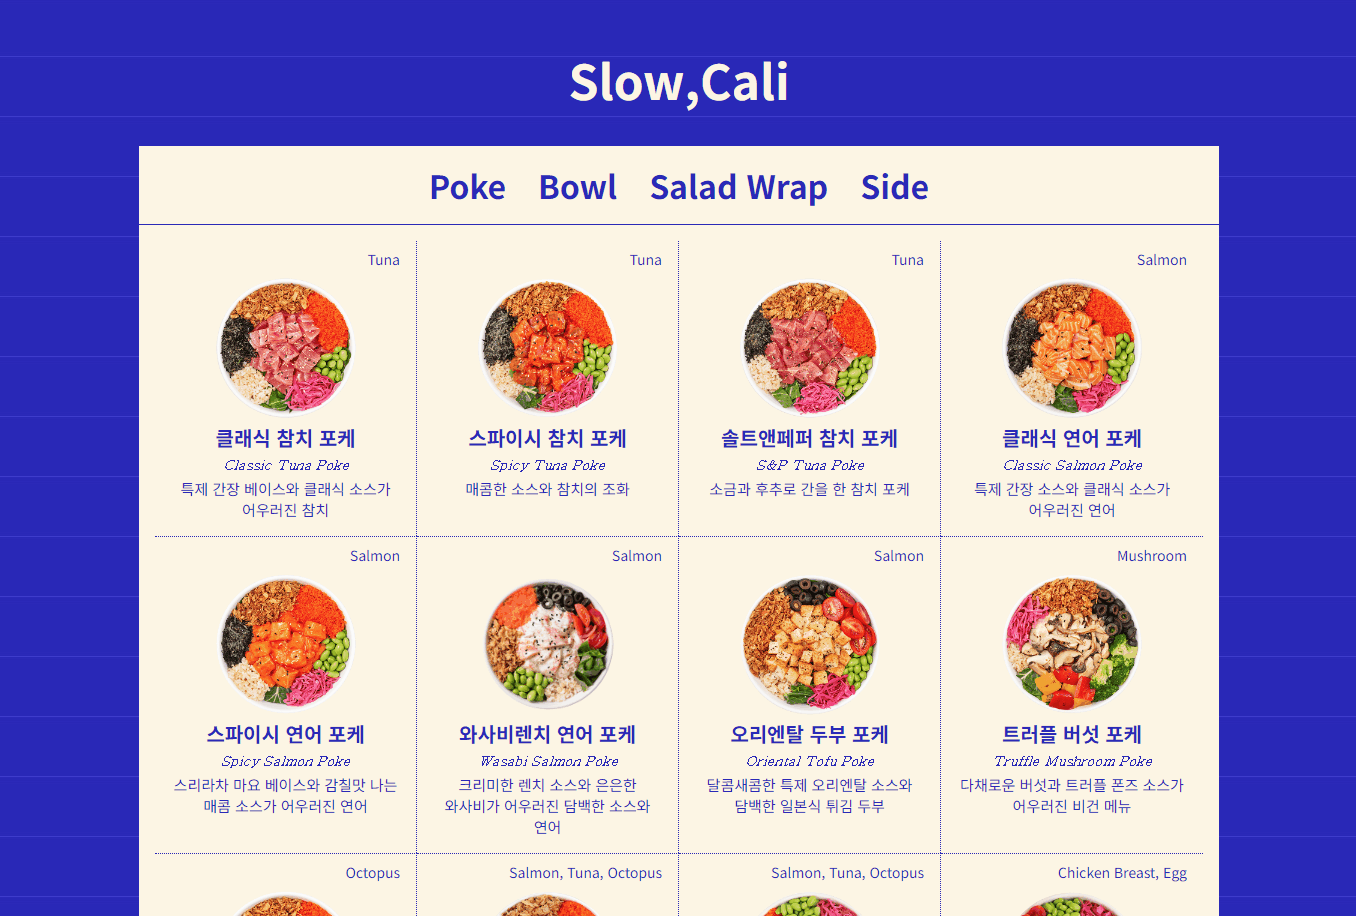 Slow,Cali
Poke Bowl Salad Wrap Side
Tuna
클래식 참치 포케
Classic Tuna Poke
특제 간장 베이스와 클래식 소스가
어우러진 참치
Tuna
스파이시 참치 포케
Spicy Tuna Poke
매콤한 소스와 참치의 조화
Tuna
솔트앤페퍼 참치 포케
S&P Tuna Poke
소금과 후추로 간을 한 참치 포케
Salmon
클래식 연어 포케
Classic Salmon Poke
특제 간장 소스와 클래식 소스가
어우러진 연어
Salmon
스파이시 연어 포케
Spicy Salmon Poke
스리라차 마요 베이스와 감칠맛 나는
매콤 소스가 어우러진 연어
Salmon
와사비렌치 연어 포케
Wasabi Salmon Poke
크리미한 렌치 소스와 은은한
와사비가 어우러진 담백한 소스와
연어
Salmon
오리엔탈 두부 포케
Oriental Tofu Poke
달콤새콤한 특제 오리엔탈 소스와
담백한 일본식 튀김 두부
Mushroom
트러플 버섯 포케
Truffle Mushroom Poke
다채로운 버섯과 트러플 폰즈 소스가
어우러진 비건 메뉴
Octopus
Salmon, Tuna, Octopus
Salmon, Tuna, Octopus
Chicken Breast, Egg